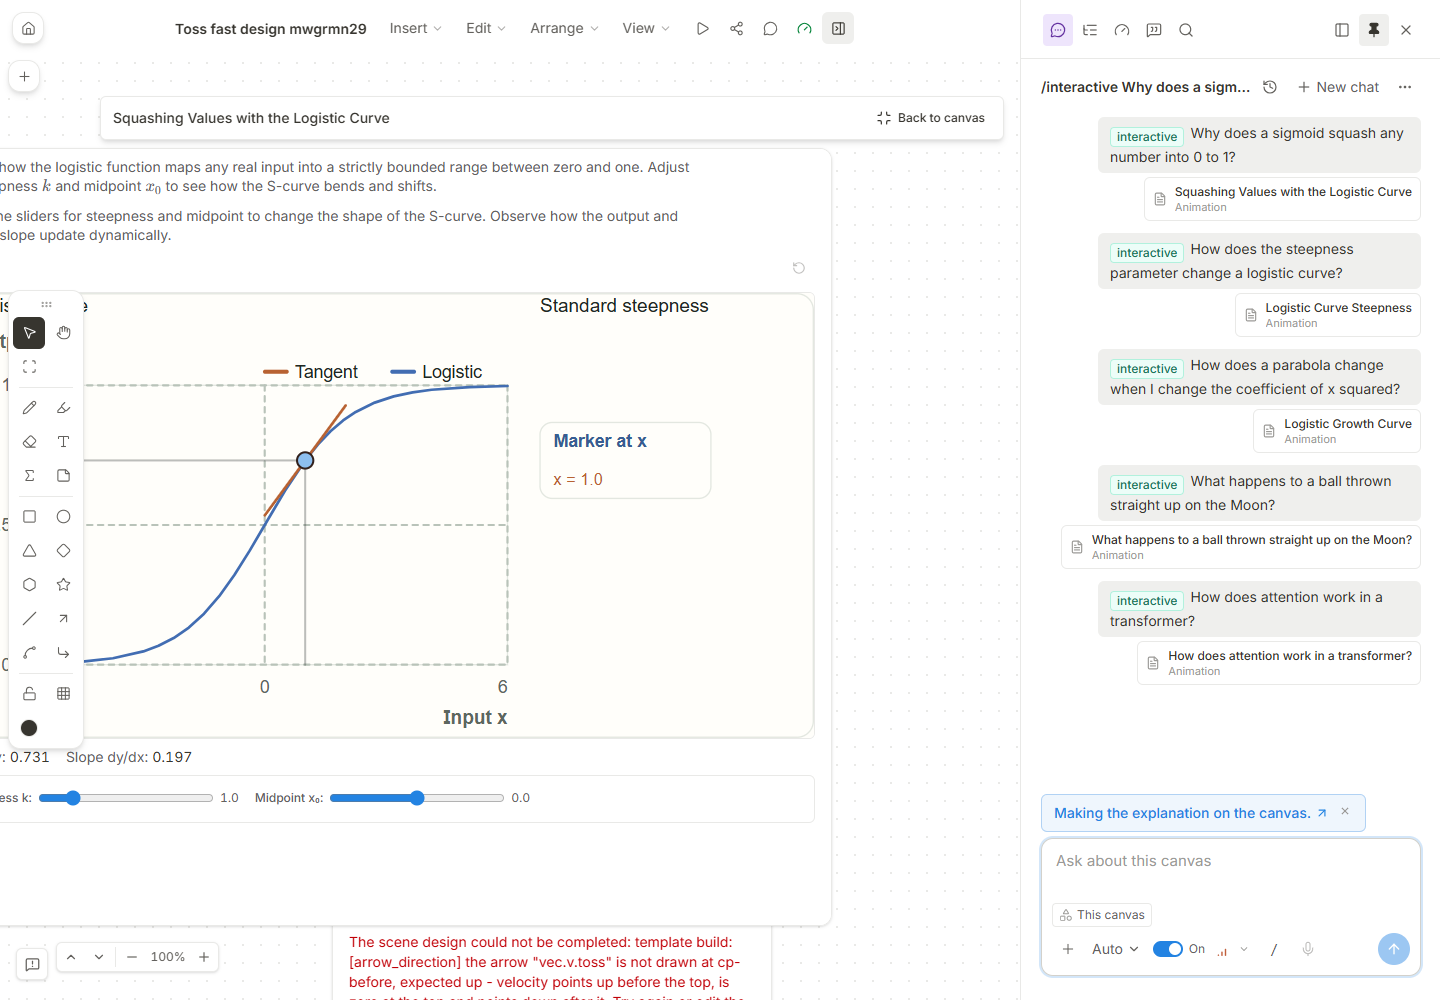 Toss fast design mwgrmn29
Insert
Edit
Arrange
View
Squashing Values with the Logistic Curve
Back to canvas
how the logistic function maps any real input into a strictly bounded range between zero and one. Adjust
pness k and midpoint x₀ to see how the S-curve bends and shifts.
ne sliders for steepness and midpoint to change the shape of the S-curve. Observe how the output and
slope update dynamically.
Standard steepness
Tangent
Logistic
Marker at x
x = 1.0
0
6
Input x
y: 0.731 Slope dy/dx: 0.197
ess k:
1.0
Midpoint x₀:
0.0
The scene design could not be completed: template build:
[arrow_direction] the arrow "vec.v.toss" is not drawn at cp-
before, expected up - velocity points up before the top, is
100%
/interactive Why does a sigm...
New chat
interactive Why does a sigmoid squash any
number into 0 to 1?
Squashing Values with the Logistic Curve
Animation
interactive How does the steepness
parameter change a logistic curve?
Logistic Curve Steepness
Animation
interactive How does a parabola change
when I change the coefficient of x squared?
Logistic Growth Curve
Animation
interactive What happens to a ball thrown
straight up on the Moon?
What happens to a ball thrown straight up on the Moon?
Animation
interactive How does attention work in a
transformer?
How does attention work in a transformer?
Animation
Making the explanation on the canvas.
Ask about this canvas
This canvas
Auto
On
/